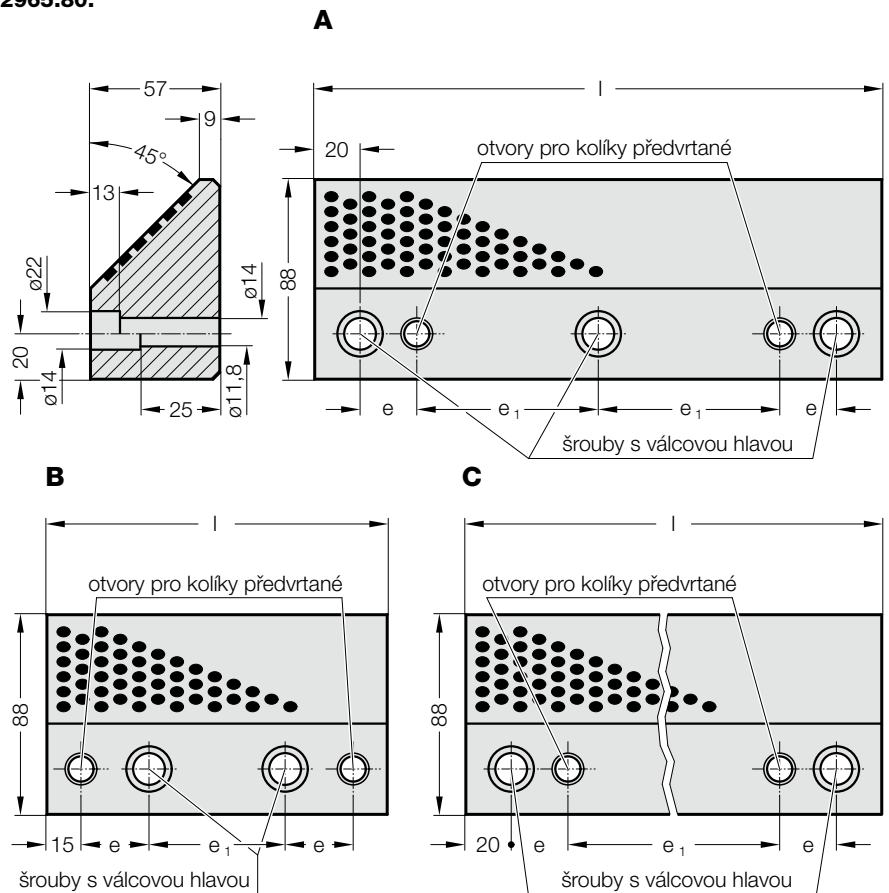 2965.80.
A
57
l
9
45°
20
otvory pro kolíky předvrtané
13
ø22
ø14
88
20
ø14
ø11,8
25
e
e1
e1
e
šrouby s válcovou hlavou
B
C
l
l
otvory pro kolíky předvrtané
otvory pro kolíky předvrtané
88
88
15
e
e1
e
20
e
e1
e
šrouby s válcovou hlavou
šrouby s válcovou hlavou